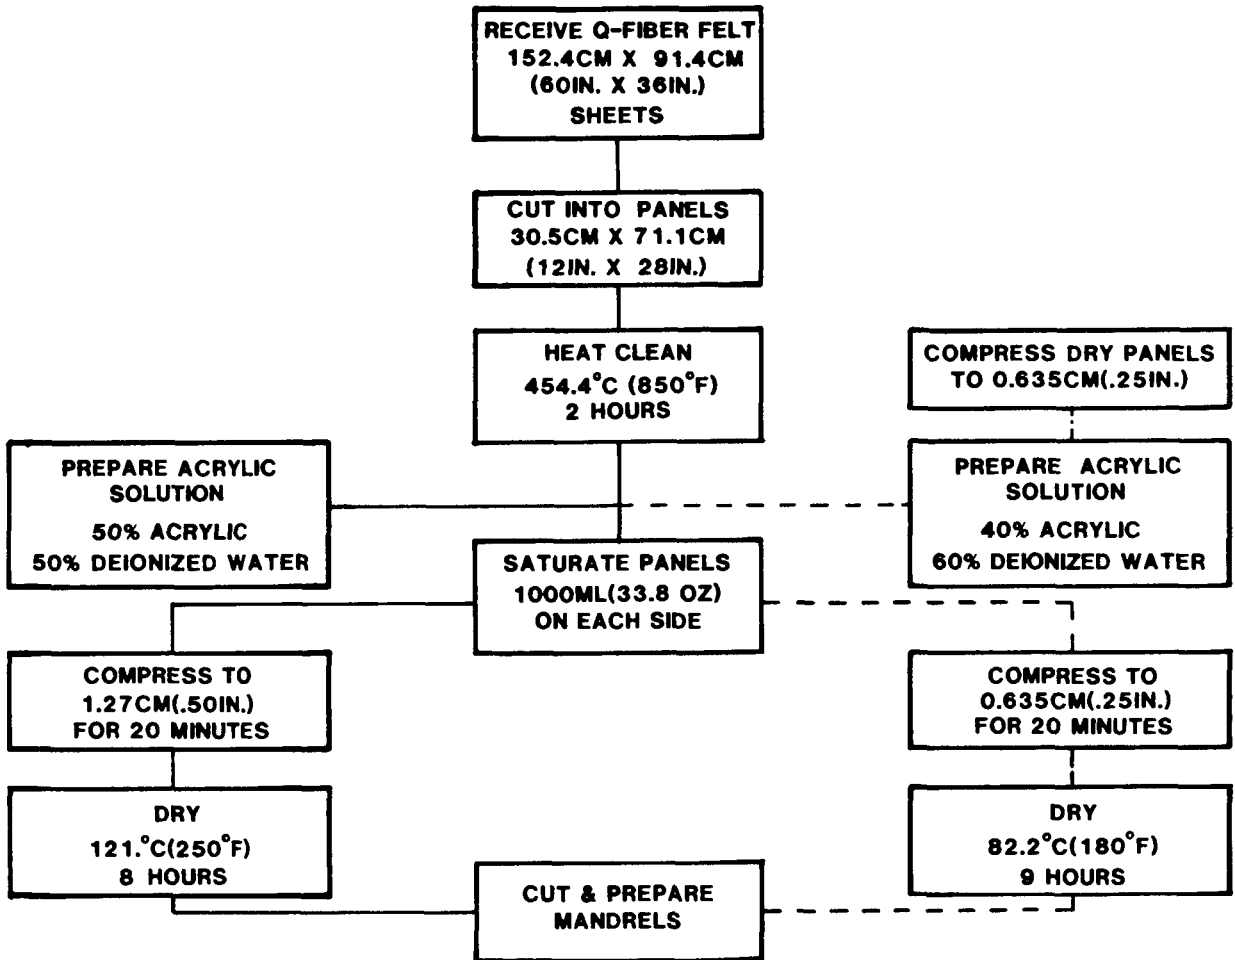 RECEIVE Q-FIBER FELT
152.4CM X 91.4CM
(60IN. X 36IN.)
SHEETS
CUT INTO PANELS
30.5CM X 71.1CM
(12IN. X 28IN.)
HEAT CLEAN
454.4°C (850°F)
2 HOURS
COMPRESS DRY PANELS
TO 0.635CM(.25IN.)
PREPARE ACRYLIC
SOLUTION
50% ACRYLIC
50% DEIONIZED WATER
PREPARE ACRYLIC
SOLUTION
40% ACRYLIC
60% DEIONIZED WATER
SATURATE PANELS
1000ML(33.8 OZ)
ON EACH SIDE
COMPRESS TO
1.27CM(.50IN.)
FOR 20 MINUTES
COMPRESS TO
0.635CM(.25IN.)
FOR 20 MINUTES
DRY
121.°C(250°F)
8 HOURS
DRY
82.2°C(180°F)
9 HOURS
CUT & PREPARE
MANDRELS